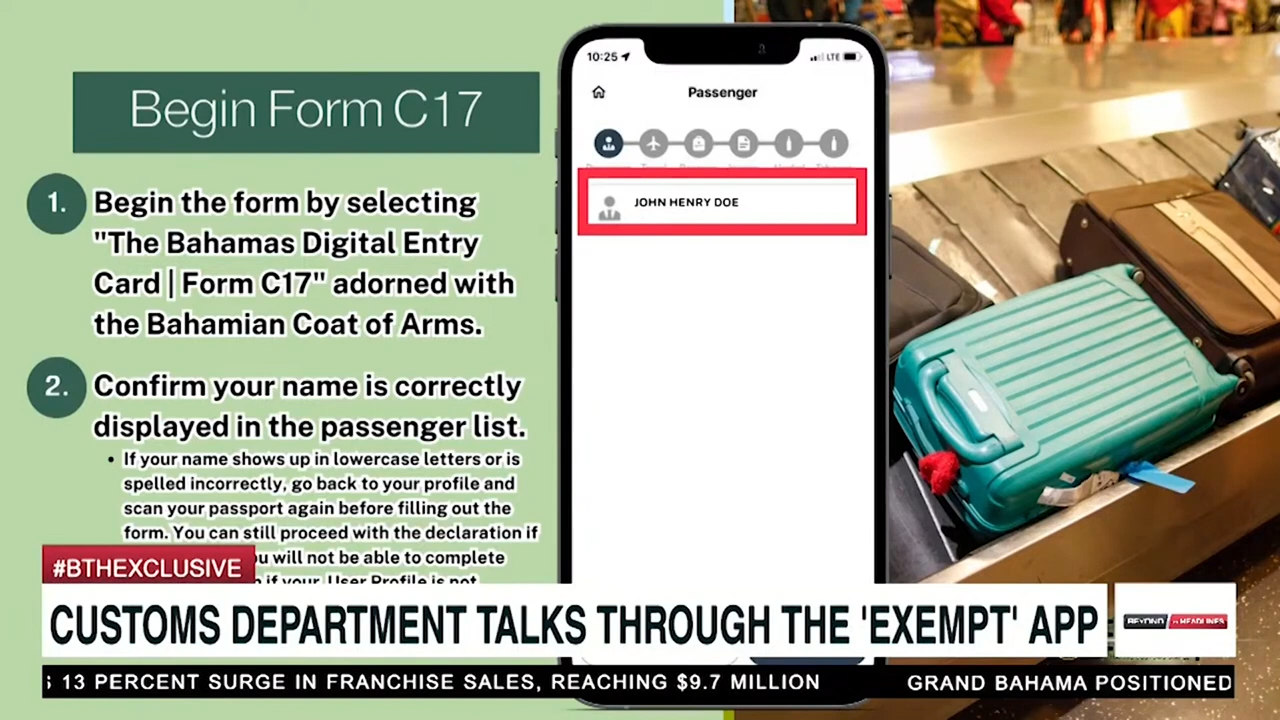 Begin Form C17
1.
Begin the form by selecting
"The Bahamas Digital Entry
Card | Form C17" adorned with
the Bahamian Coat of Arms.
2.
Confirm your name is correctly
displayed in the passenger list.
• If your name shows up in lowercase letters or is
spelled incorrectly, go back to your profile and
scan your passport again before filling out the
form. You can still proceed with the declaration if
u will not be able to complete
if your User Profile is not
10:25
LTE
Passenger
JOHN HENRY DOE
#BTHEXCLUSIVE
CUSTOMS DEPARTMENT TALKS THROUGH THE 'EXEMPT' APP
BEYOND HEADLINES
13 PERCENT SURGE IN FRANCHISE SALES, REACHING $9.7 MILLION GRAND BAHAMA POSITIONED